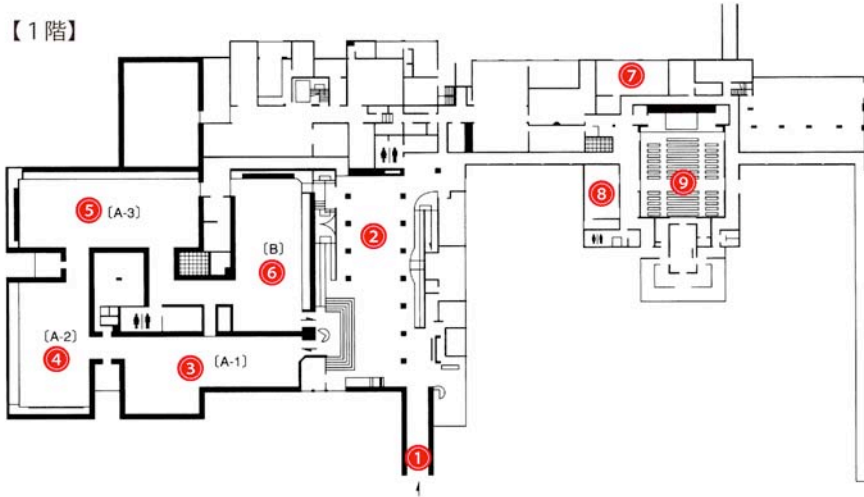 【1階】
⑦
⑤ [A-3]
⑧
⑨
②
[B]
⑥
[A-2]
④
③ [A-1]
①